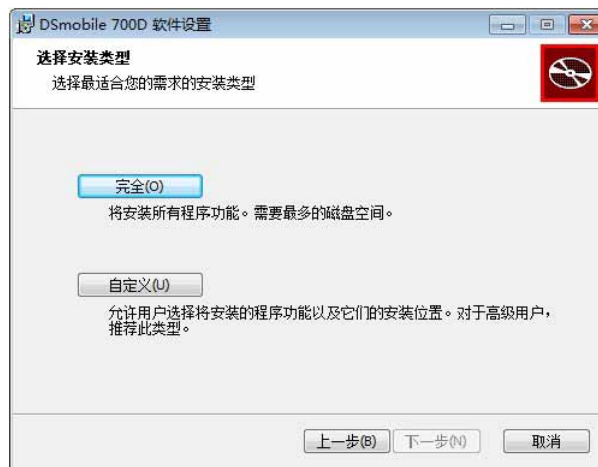 DSmobile 700D 软件设置
选择安装类型
选择最适合您的需求的安装类型
完全(O)
将安装所有程序功能。需要最多的磁盘空间。
自定义(U)
允许用户选择将安装的程序功能以及它们的安装位置。对于高级用户，
推荐此类型。
上一步(B) 下一步(N) 取消